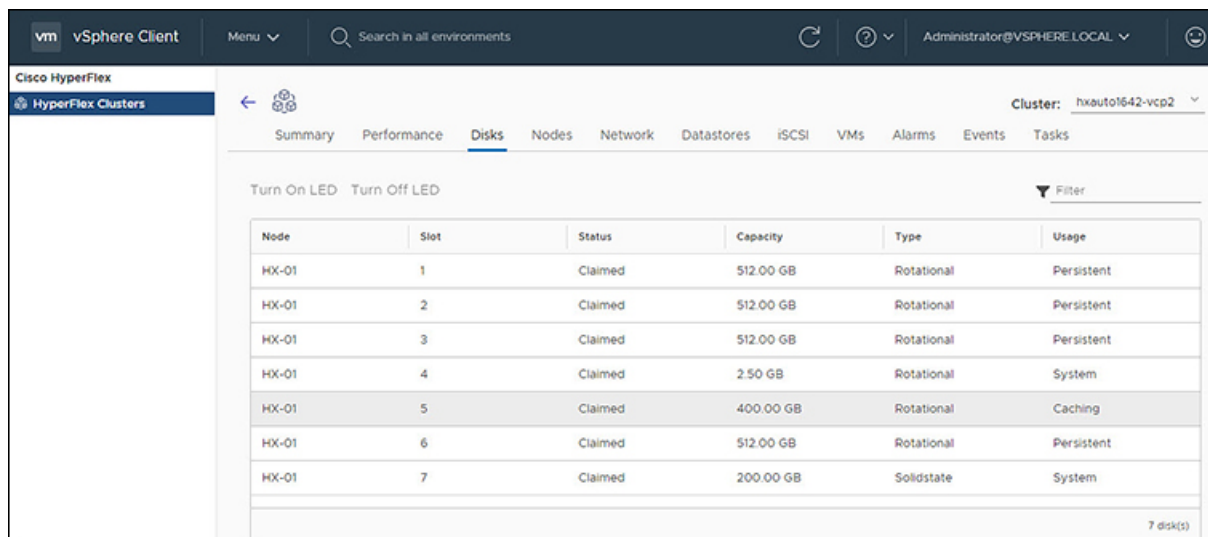 vm vSphere Client Menu Search in all environments Administrator@VSPHERE.LOCAL
Cisco HyperFlex
HyperFlex Clusters
Cluster: hxauto1642-vcp2
Summary Performance Disks Nodes Network Datastores iSCSI VMs Alarms Events Tasks
Turn On LED Turn Off LED Filter
Node Slot Status Capacity Type Usage
HX-01 1 Claimed 512.00 GB Rotational Persistent
HX-01 2 Claimed 512.00 GB Rotational Persistent
HX-01 3 Claimed 512.00 GB Rotational Persistent
HX-01 4 Claimed 2.50 GB Rotational System
HX-01 5 Claimed 400.00 GB Rotational Caching
HX-01 6 Claimed 512.00 GB Rotational Persistent
HX-01 7 Claimed 200.00 GB Solidstate System
7 disk(s)